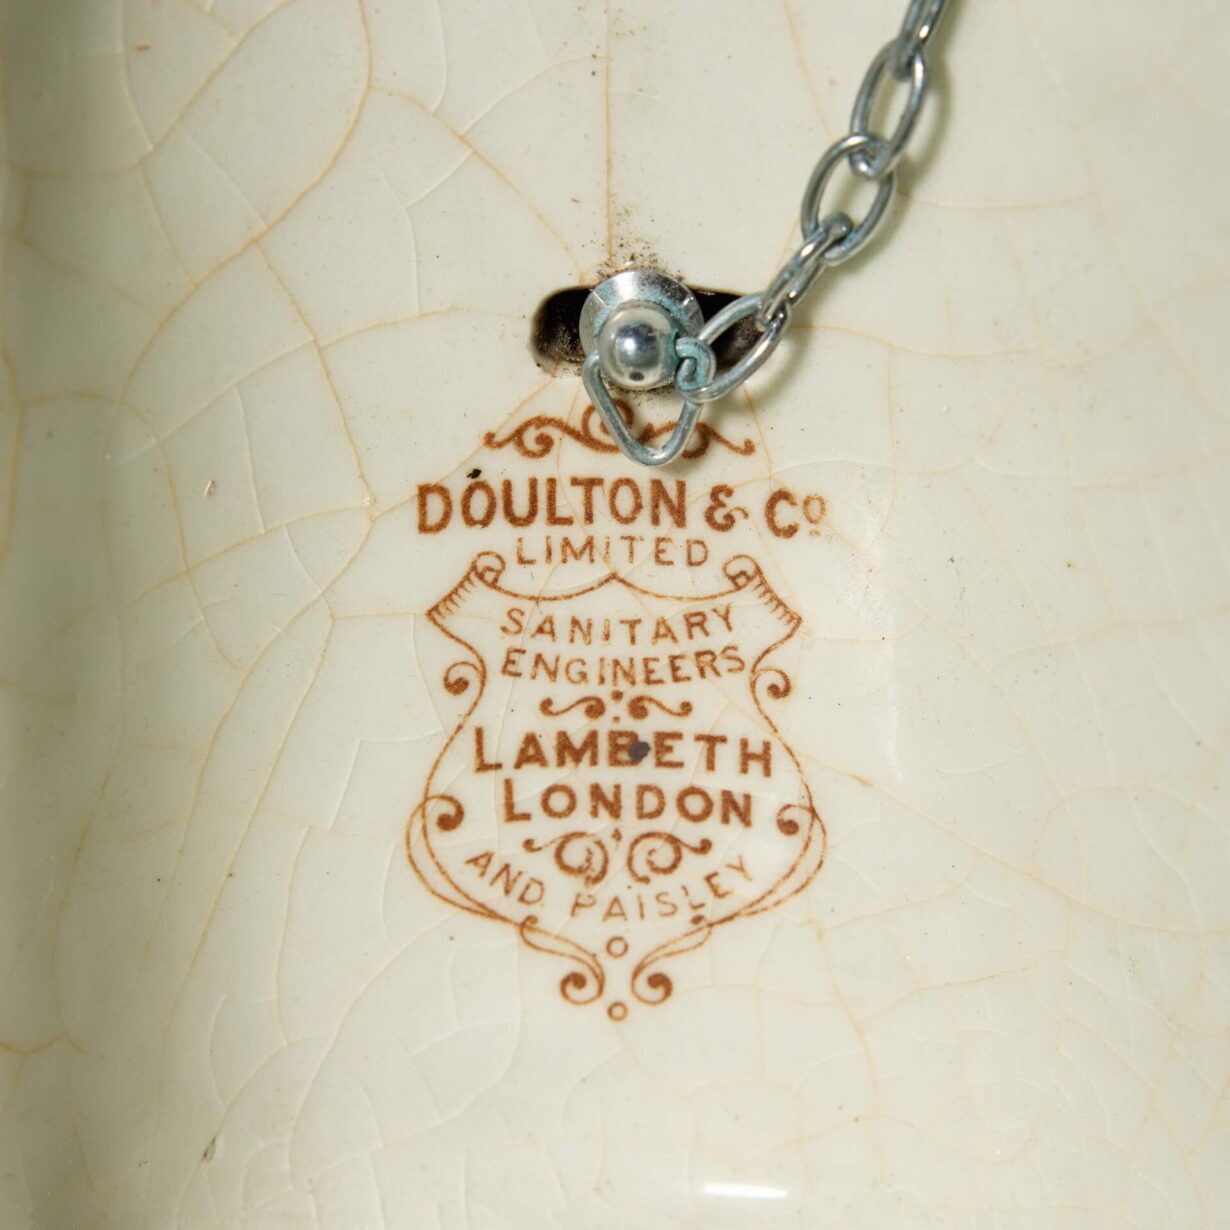 DOULTON & Cº
LIMITED
SANITARY
ENGINEERS
LAMBETH
LONDON
AND PAISLEY